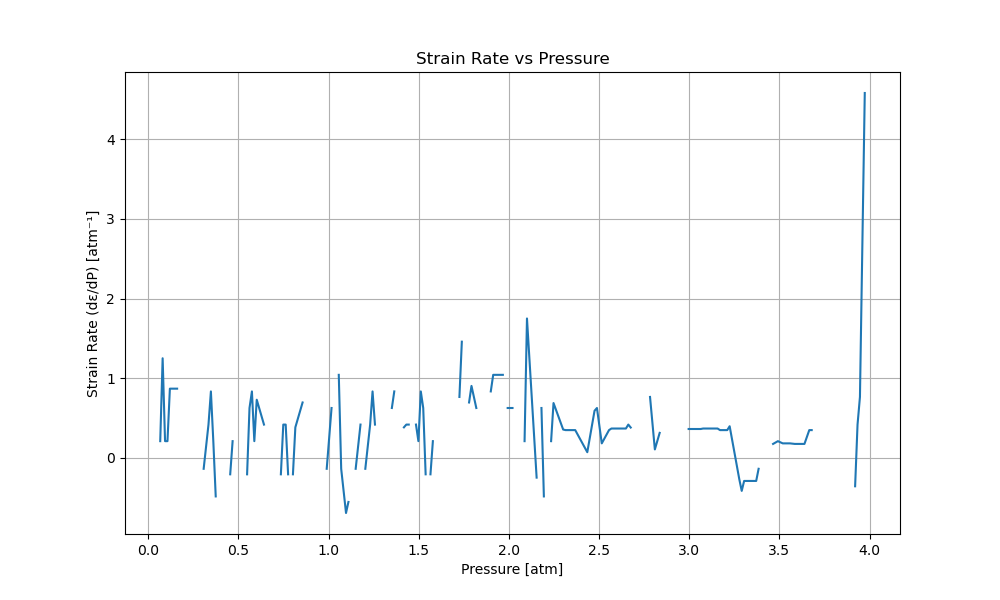 Strain Rate vs Pressure
Strain Rate (dε/dP) [atm⁻¹]
4
3
2
1
0
0.0 0.5 1.0 1.5 2.0 2.5 3.0 3.5 4.0
Pressure [atm]